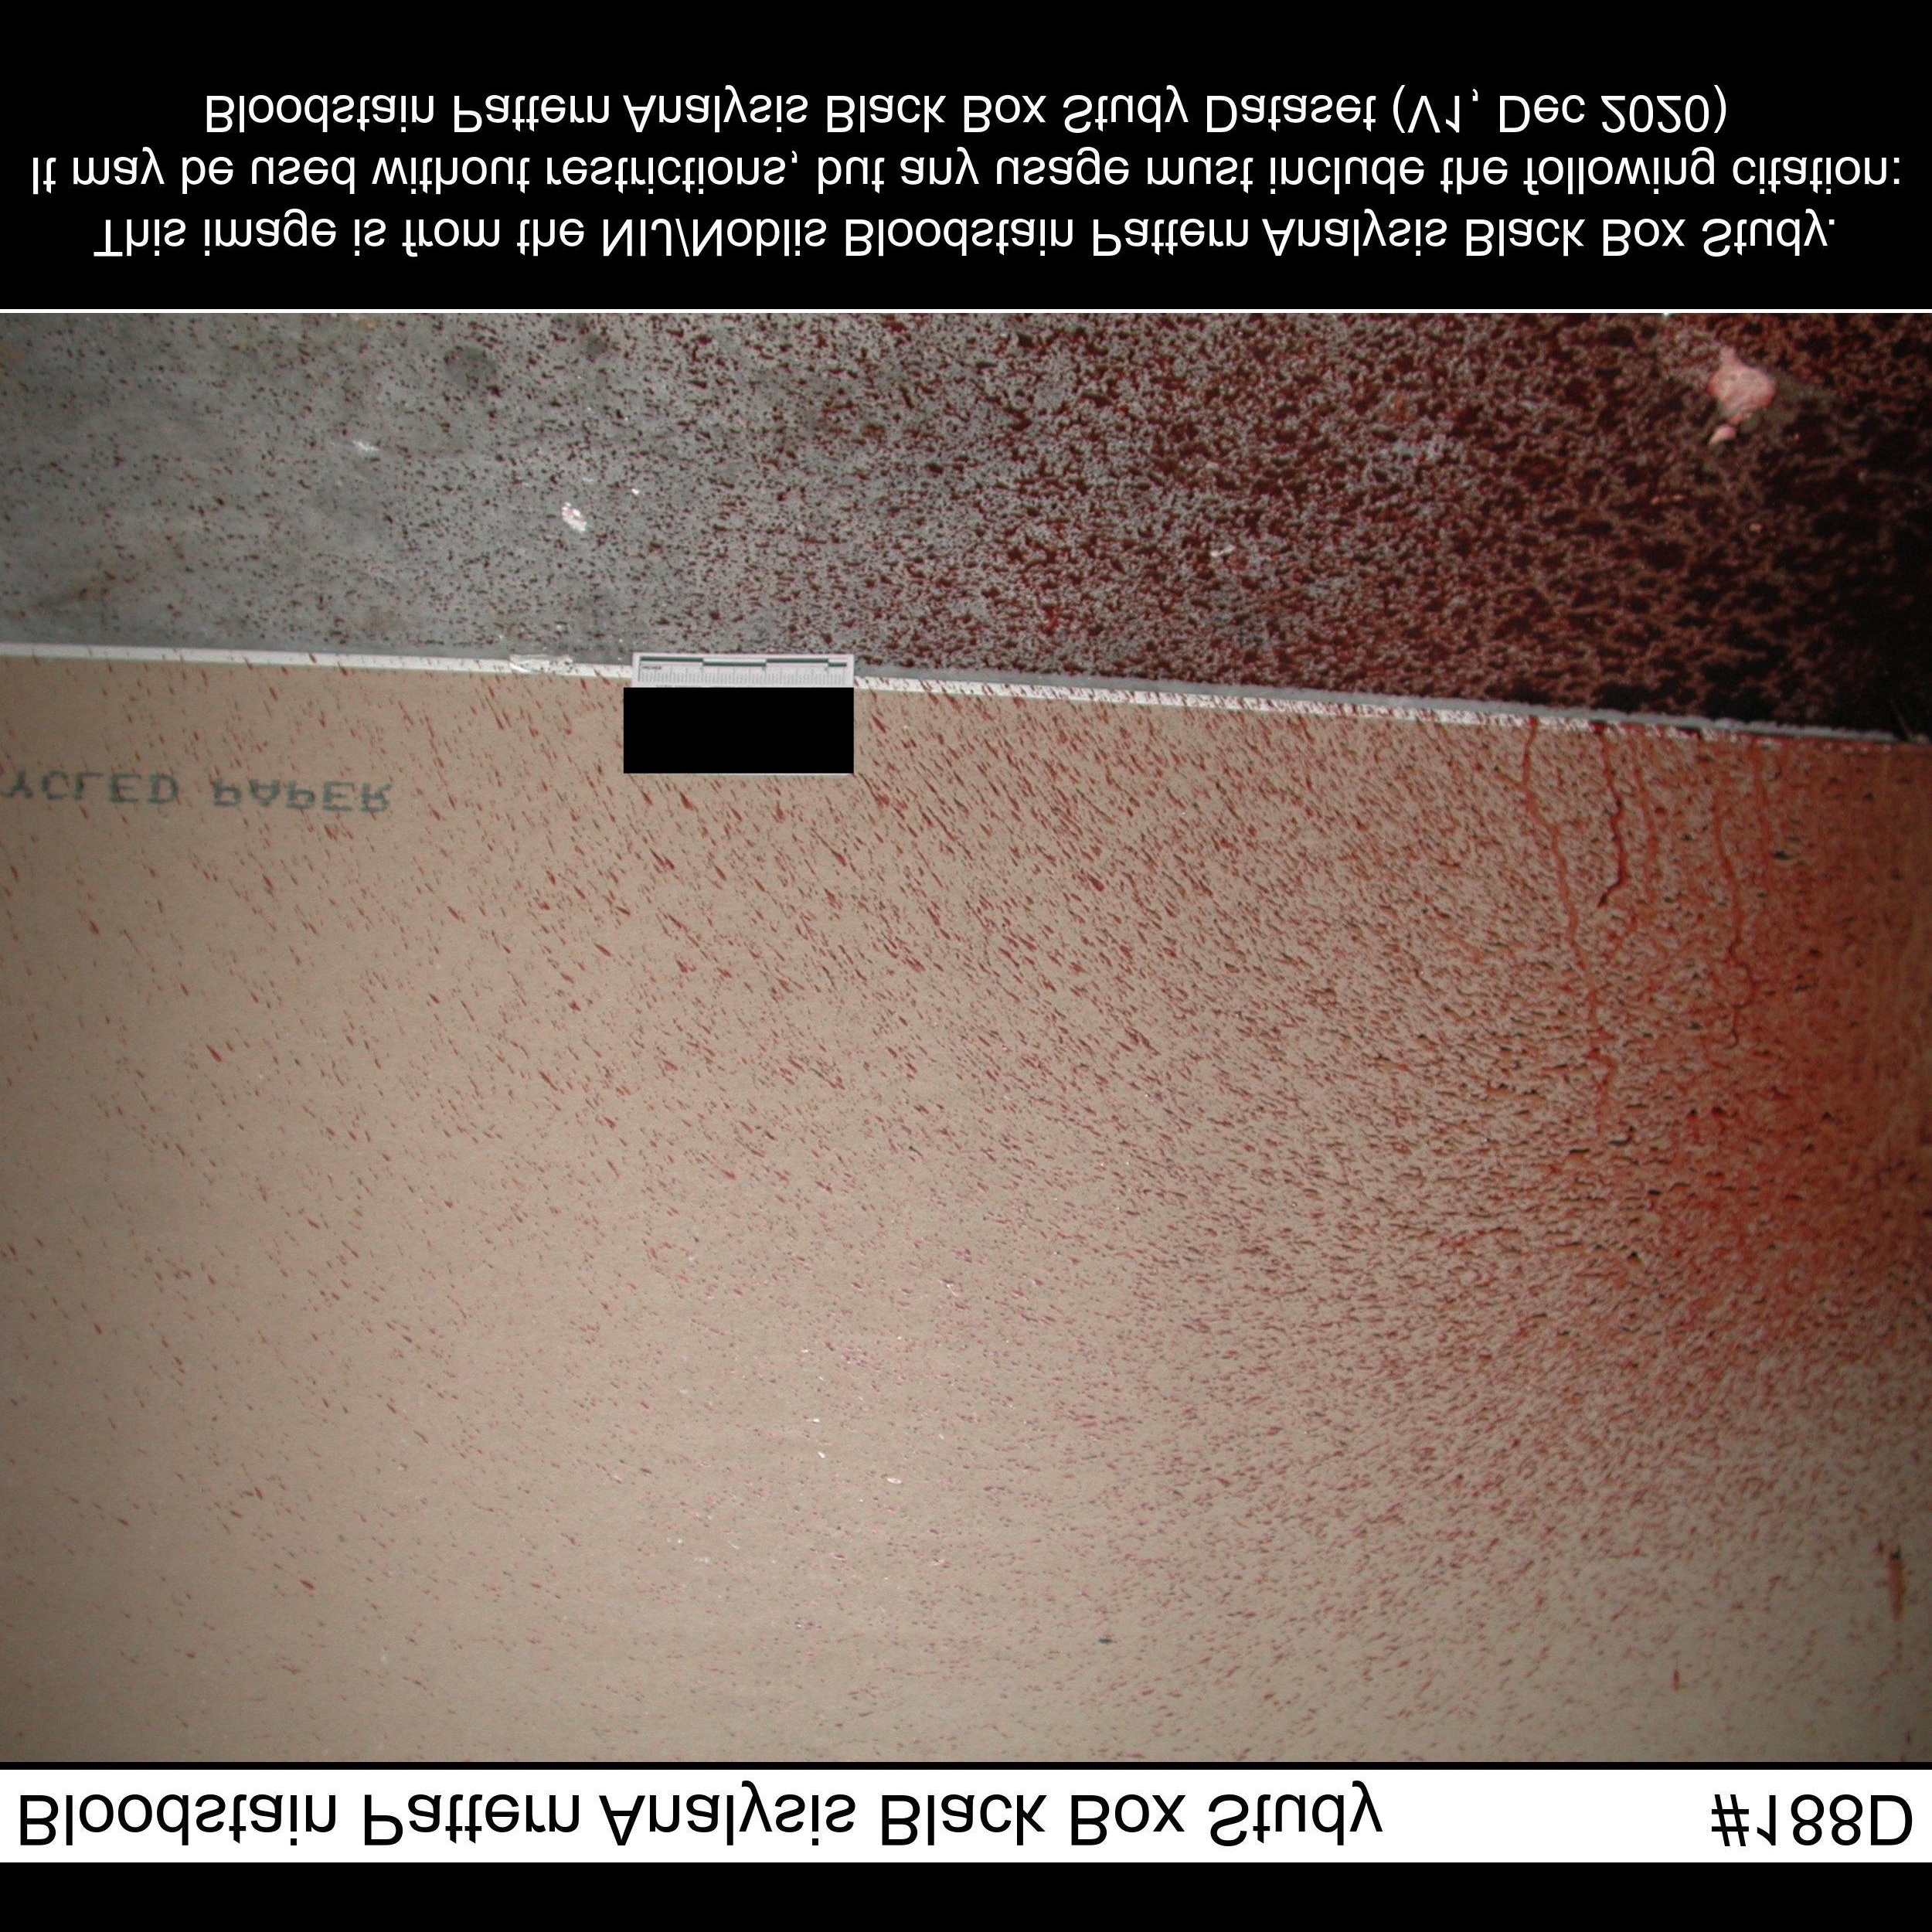 Bloodstain Pattern Analysis Black Box Study #188D
YCLED PAPER
This image is from the NIJ/Noblis Bloodstain Pattern Analysis Black Box Study.
It may be used without restrictions, but any usage must include the following citation:
Bloodstain Pattern Analysis Black Box Study Dataset (V1, Dec 2020)